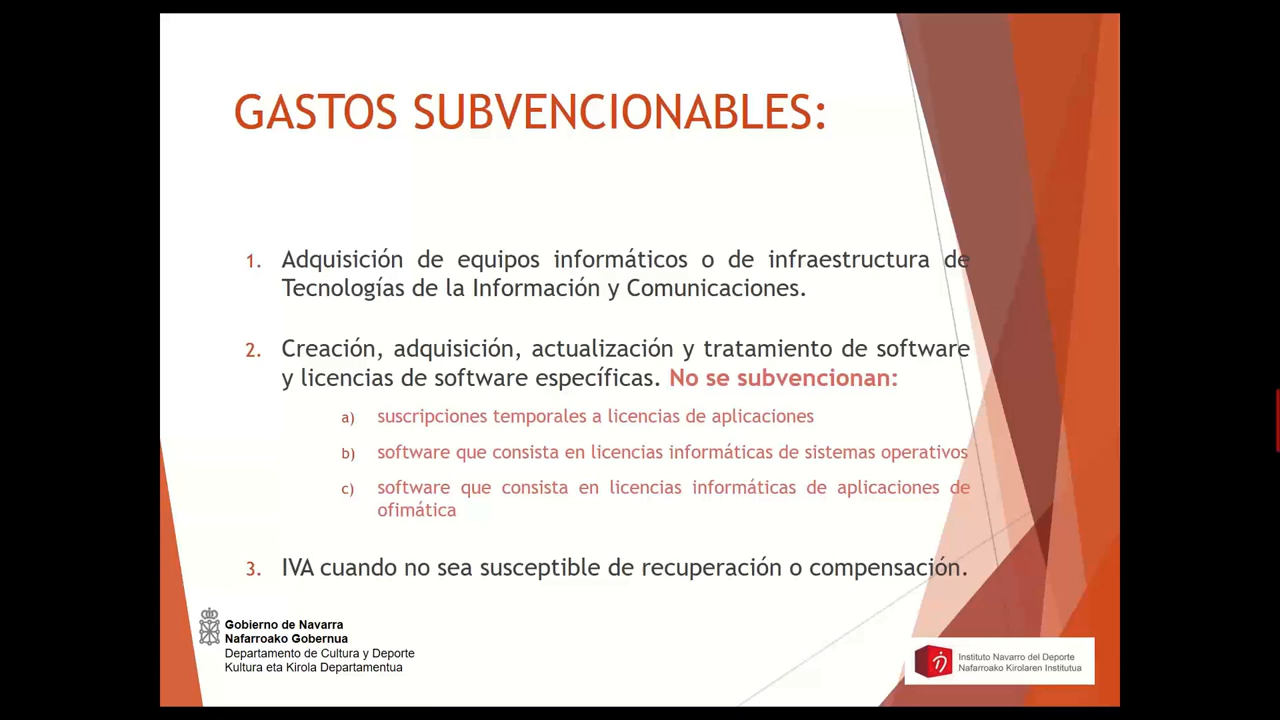 GASTOS SUBVENCIONABLES:
1. Adquisición de equipos informáticos o de infraestructura de
Tecnologías de la Información y Comunicaciones.
2. Creación, adquisición, actualización y tratamiento de software
y licencias de software específicas. No se subvencionan:
a) suscripciones temporales a licencias de aplicaciones
b) software que consista en licencias informáticas de sistemas operativos
c) software que consista en licencias informáticas de aplicaciones de
ofimática
3. IVA cuando no sea susceptible de recuperación o compensación.
Gobierno de Navarra
Nafarroako Gobernua
Departamento de Cultura y Deporte
Kultura eta Kirola Departamentua
Instituto Navarro del Deporte
Nafarroako Kirolaren Institutua